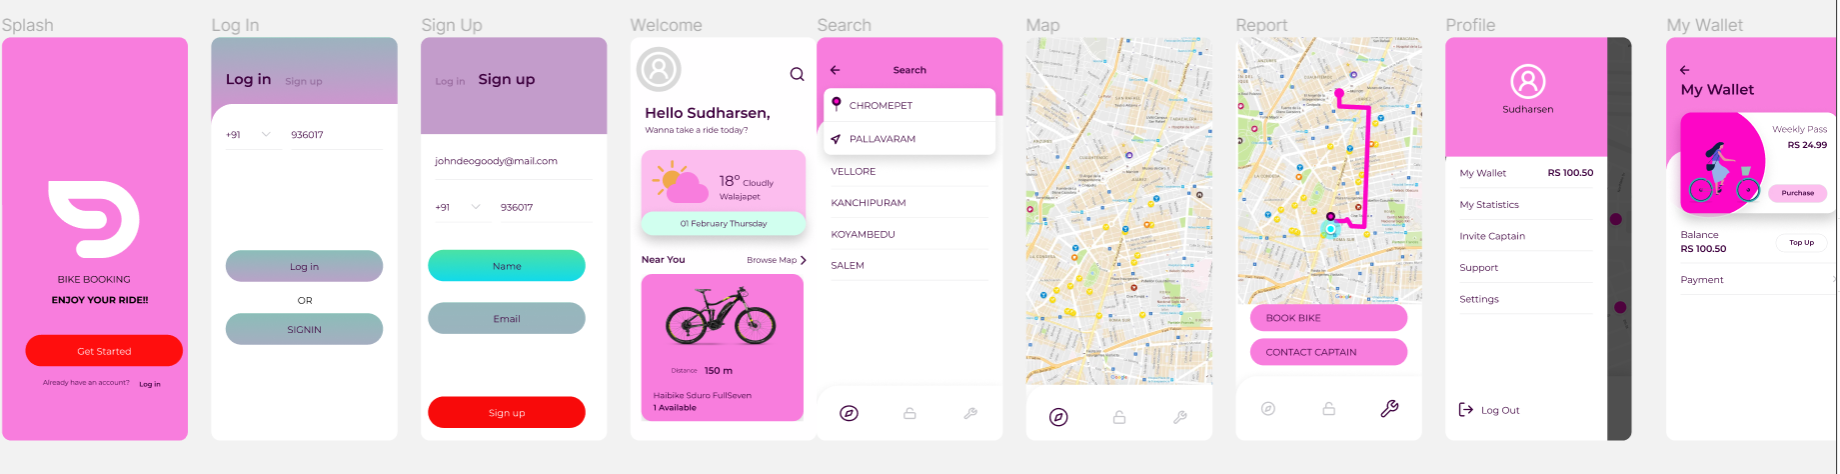 Splash
BIKE BOOKING
ENJOY YOUR RIDE!!
Get Started
Already have an account? Log in
Log In
Log in Sign up
+91 936017
Log in
OR
SIGNIN
Sign Up
Log in Sign up
johndeogoody@mail.com
+91 936017
Name
Email
Sign up
Welcome
Hello Sudharsen,
Wanna take a ride today?
18° Cloudly
Walajapet
01 February Thursday
Near You Browse Map
Distance 150 m
Haibike Sduro FullSeven
1 Available
Search
Search
CHROMEPET
PALLAVARAM
VELLORE
KANCHIPURAM
KOYAMBEDU
SALEM
Map
Google
Report
Google
BOOK BIKE
CONTACT CAPTAIN
Profile
Sudharsen
My Wallet RS 100.50
My Statistics
Invite Captain
Support
Settings
Log Out
My Wallet
My Wallet
Weekly Pass
RS 24.99
Purchase
Balance
RS 100.50
Top Up
Payment